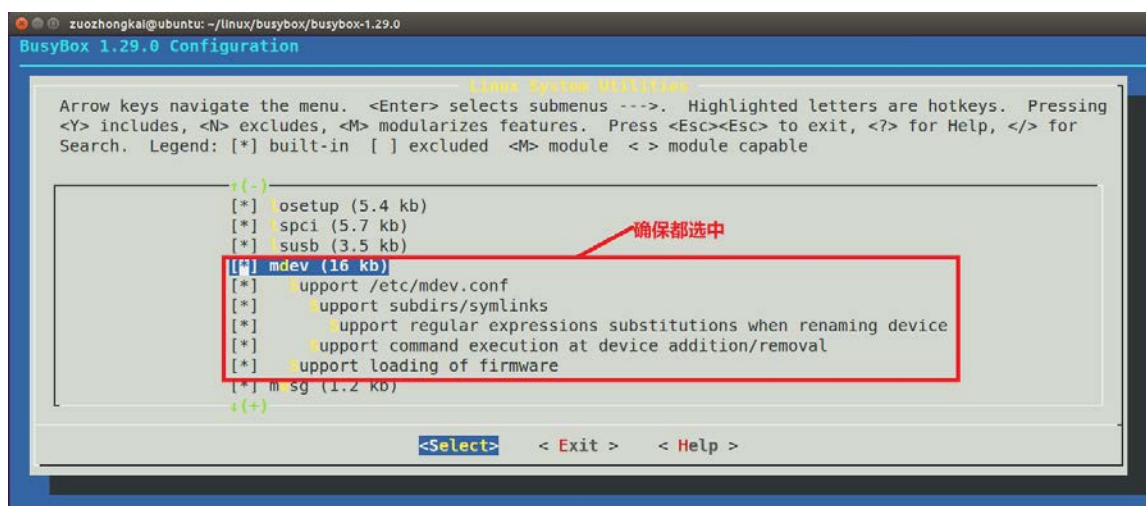 zuozhongkai@ubuntu: ~/linux/busybox/busybox-1.29.0
BusyBox 1.29.0 Configuration
Linux System Utilities
Arrow keys navigate the menu. <Enter> selects submenus --->. Highlighted letters are hotkeys. Pressing
<Y> includes, <N> excludes, <M> modularizes features. Press <Esc><Esc> to exit, <?> for Help, </> for
Search. Legend: [*] built-in [ ] excluded <M> module < > module capable
↑(-)
[*] losetup (5.4 kb)
[*] lspci (5.7 kb)
确保都选中
[*] lsusb (3.5 kb)
[*] mdev (16 kb)
[*] Support /etc/mdev.conf
[*] Support subdirs/symlinks
[*] Support regular expressions substitutions when renaming device
[*] Support command execution at device addition/removal
[*] Support loading of firmware
[*] mesg (1.2 kb)
↓(+)
<Select> < Exit > < Help >